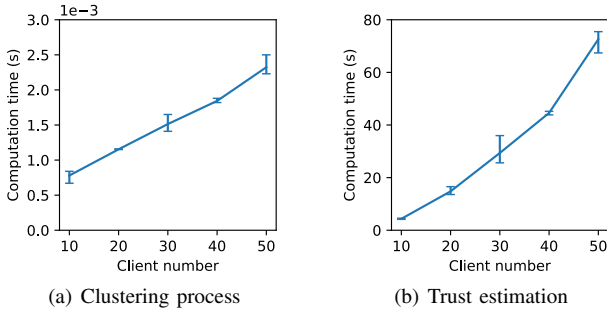 1e−3
3.0
2.5
2.0
1.5
1.0
0.5
0.0
Computation time (s)
10 20 30 40 50
Client number
(a) Clustering process
80
60
40
20
0
Computation time (s)
10 20 30 40 50
Client number
(b) Trust estimation